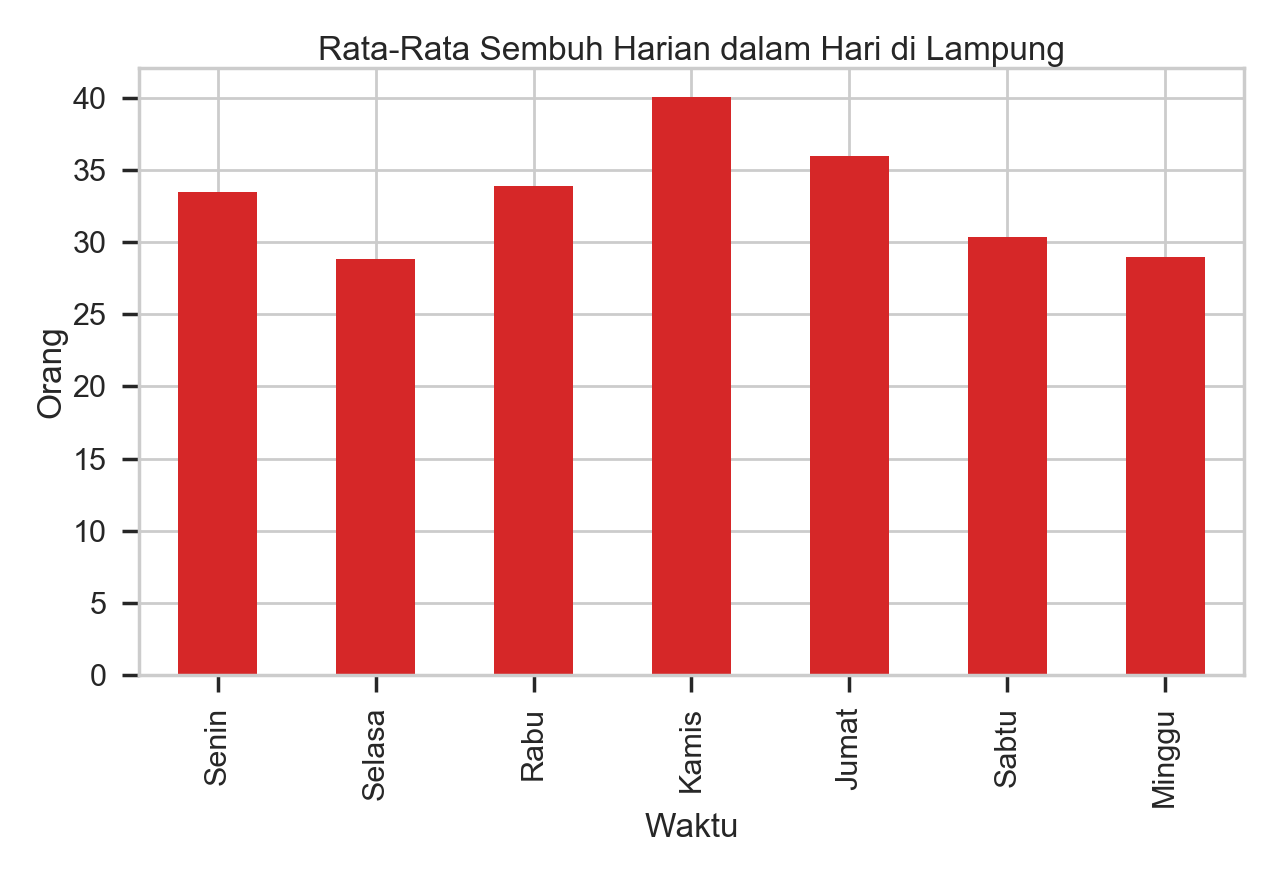 Rata-Rata Sembuh Harian dalam Hari di Lampung
40
35
30
25
20
15
10
5
0
Orang
Senin
Selasa
Rabu
Kamis
Jumat
Sabtu
Minggu
Waktu